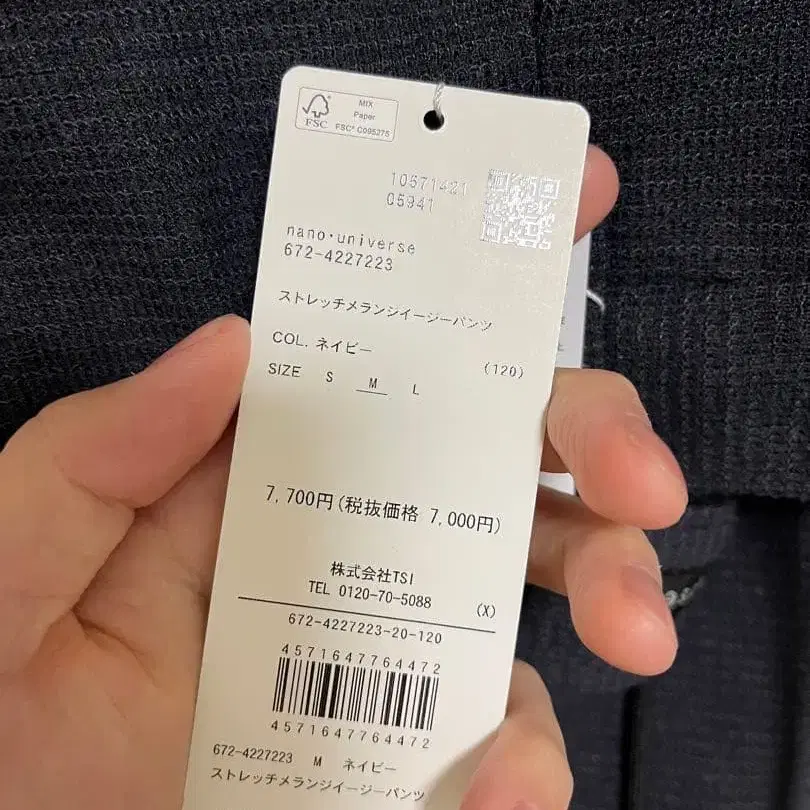 MIX
Paper
FSC
FSC® C095275
10571421
05941
nano・universe
672-4227223
ストレッチメランジイージーパンツ
COL. ネイビー (120)
SIZE S M L
7,700円(税抜価格 7,000円)
株式会社TSI
TEL 0120-70-5088 (X)
672-4227223-20-120
4571647764472
4571647764472
672-4227223 M ネイビー
ストレッチメランジイージーパンツ